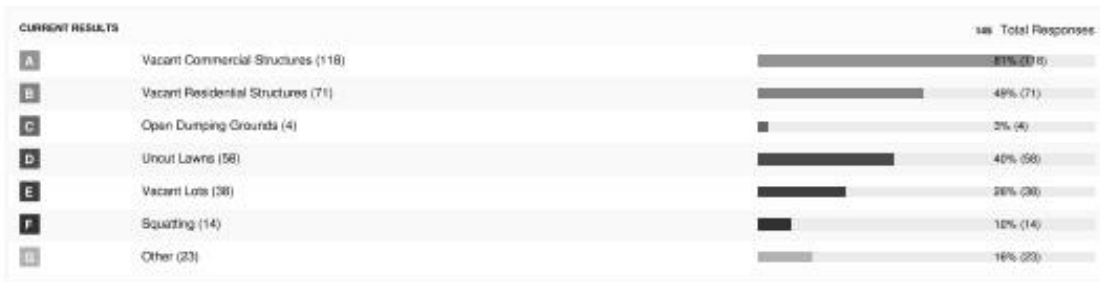 CURRENT RESULTS 145 Total Responses
A Vacant Commercial Structures (118) 81% (118)
B Vacant Residential Structures (71) 49% (71)
C Open Dumping Grounds (4) 3% (4)
D Uncut Lawns (58) 40% (58)
E Vacant Lots (38) 26% (38)
F Squatting (14) 10% (14)
G Other (23) 16% (23)